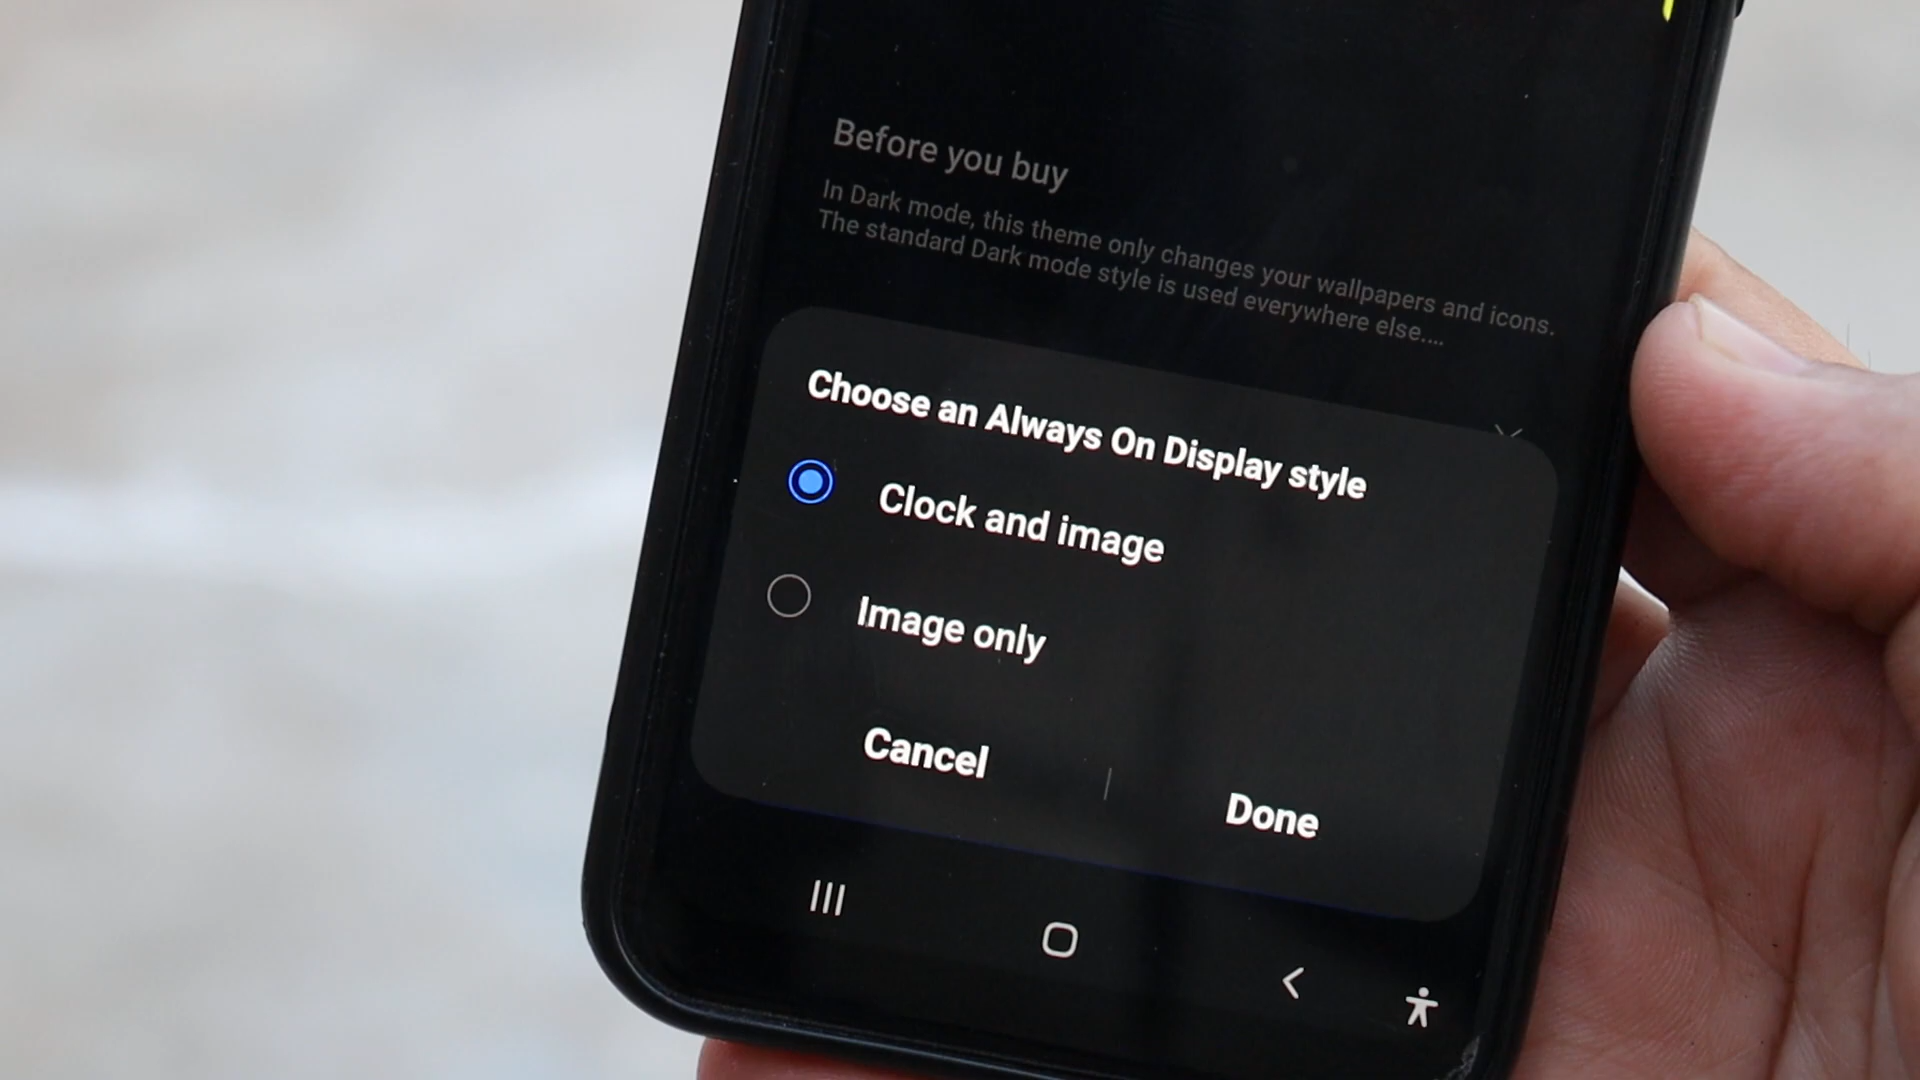 Before you buy
In Dark mode, this theme only changes your wallpapers and icons.
The standard Dark mode style is used everywhere else....
Choose an Always On Display style
Clock and image
Image only
Cancel
Done